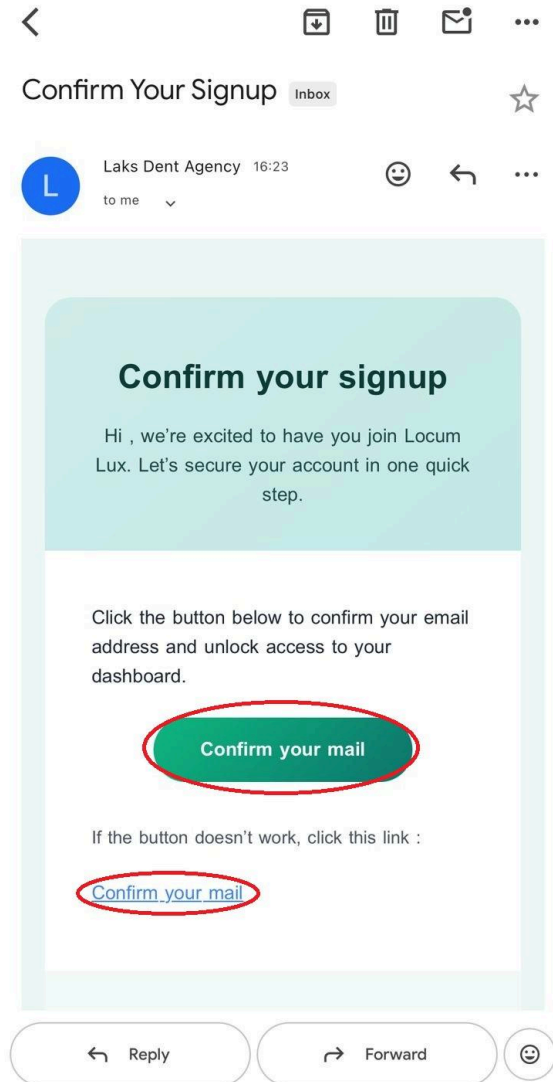 Confirm Your Signup Inbox
L
Laks Dent Agency 16:23
to me
Confirm your signup
Hi , we’re excited to have you join Locum
Lux. Let’s secure your account in one quick
step.
Click the button below to confirm your email
address and unlock access to your
dashboard.
Confirm your mail
If the button doesn’t work, click this link :
Confirm your mail
Reply Forward